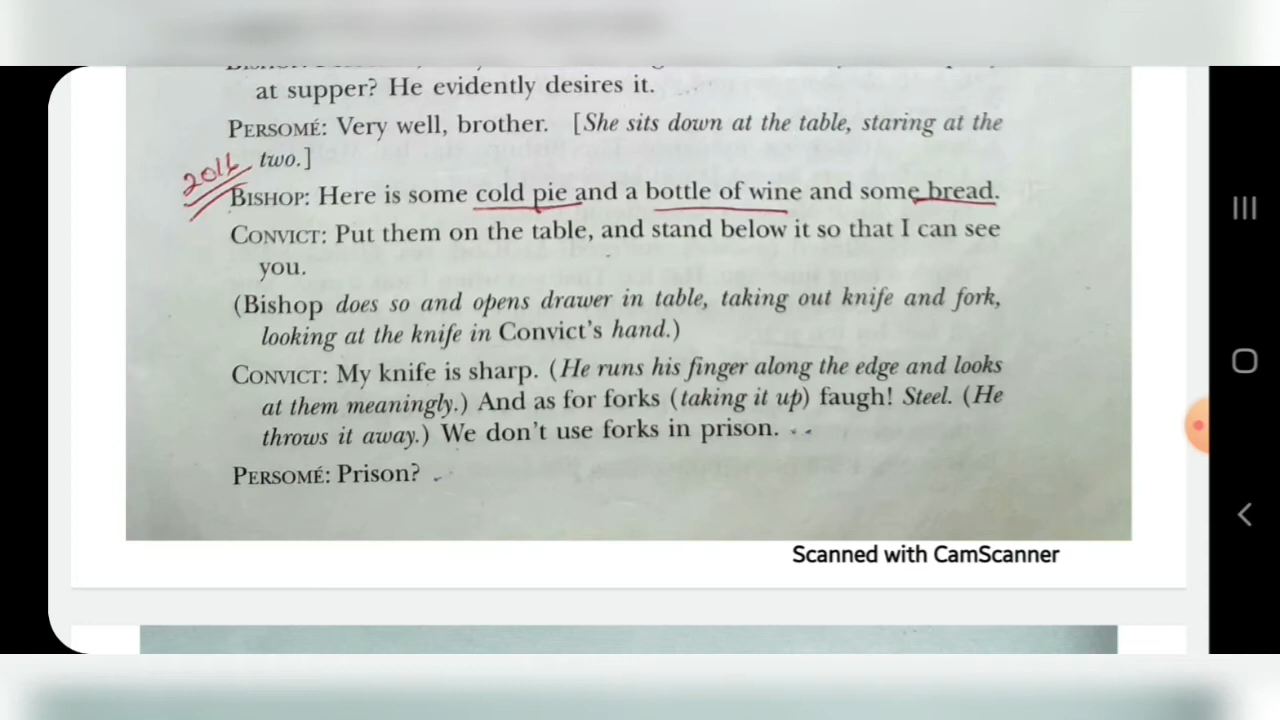 at supper? He evidently desires it.
PERSOMÉ: Very well, brother. [She sits down at the table, staring at the
two.]
BISHOP: Here is some cold pie and a bottle of wine and some bread.
CONVICT: Put them on the table, and stand below it so that I can see
you.
(Bishop does so and opens drawer in table, taking out knife and fork,
looking at the knife in Convict's hand.)
CONVICT: My knife is sharp. (He runs his finger along the edge and looks
at them meaningly.) And as for forks (taking it up) faugh! Steel. (He
throws it away.) We don't use forks in prison.
PERSOMÉ: Prison?
Scanned with CamScanner